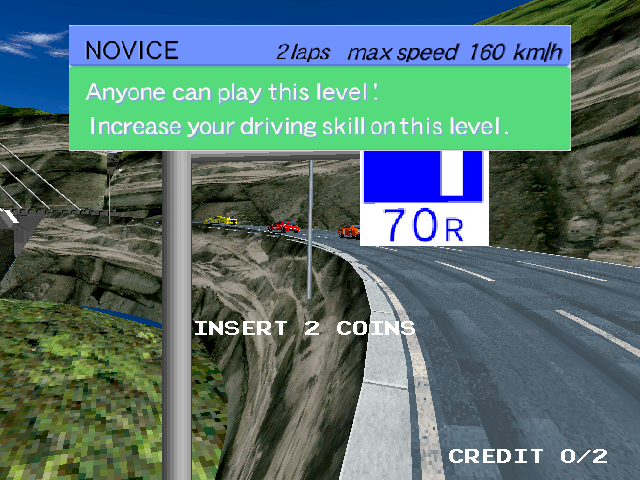 NOVICE 2laps max speed 160 km/h
Anyone can play this level!
Increase your driving skill on this level.
70R
INSERT 2 COINS
CREDIT 0/2